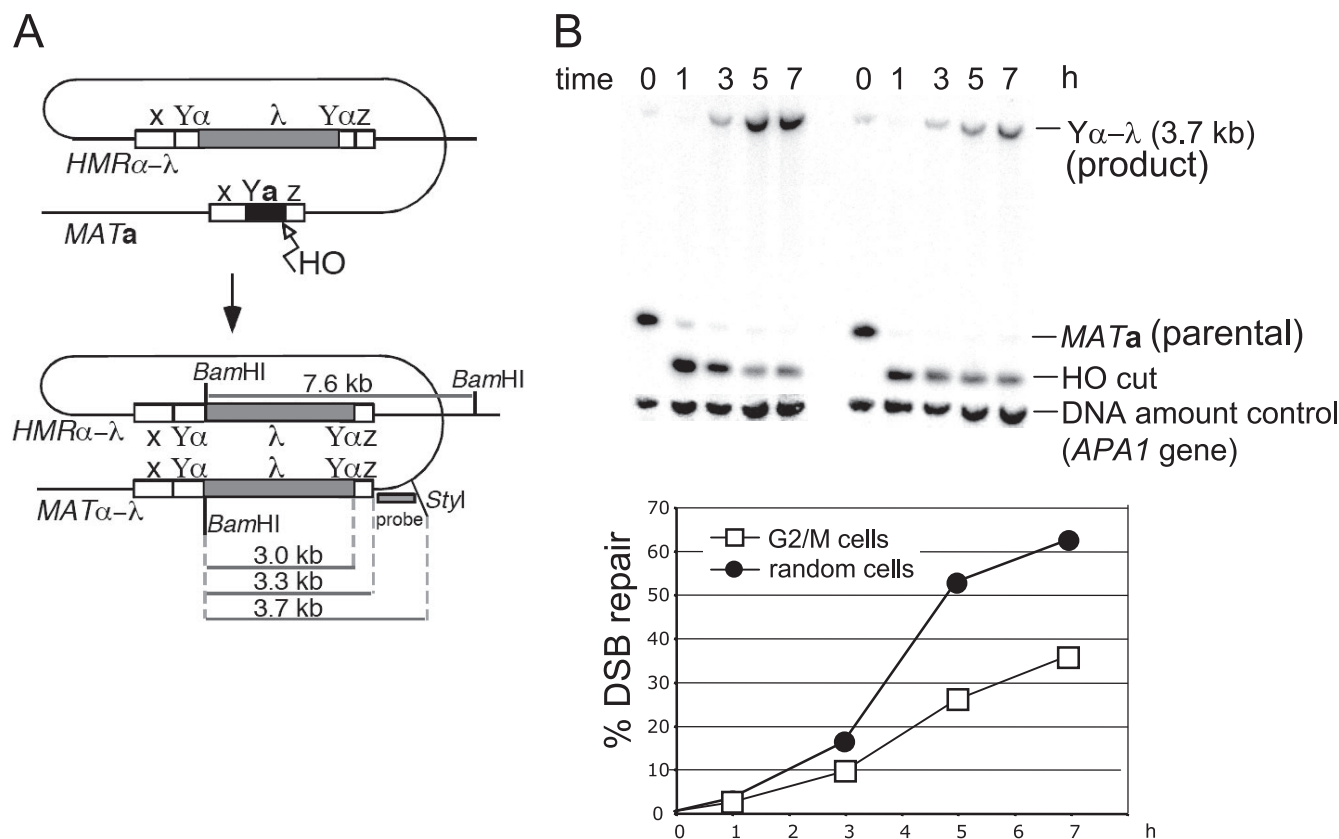 A
x Yα λ Yαz
HMRα–λ
x Ya z
MATa
HO
BamHI
7.6 kb
BamHI
HMRα–λ
x Yα λ Yαz
MATα–λ
BamHI
probe
StyI
3.0 kb
3.3 kb
3.7 kb
B
time 0 1 3 5 7 0 1 3 5 7 h
Yα–λ (3.7 kb)
(product)
MATa (parental)
HO cut
DNA amount control
(APA1 gene)
% DSB repair
70
60
50
40
30
20
10
0
G2/M cells
random cells
0 1 2 3 4 5 6 7 h